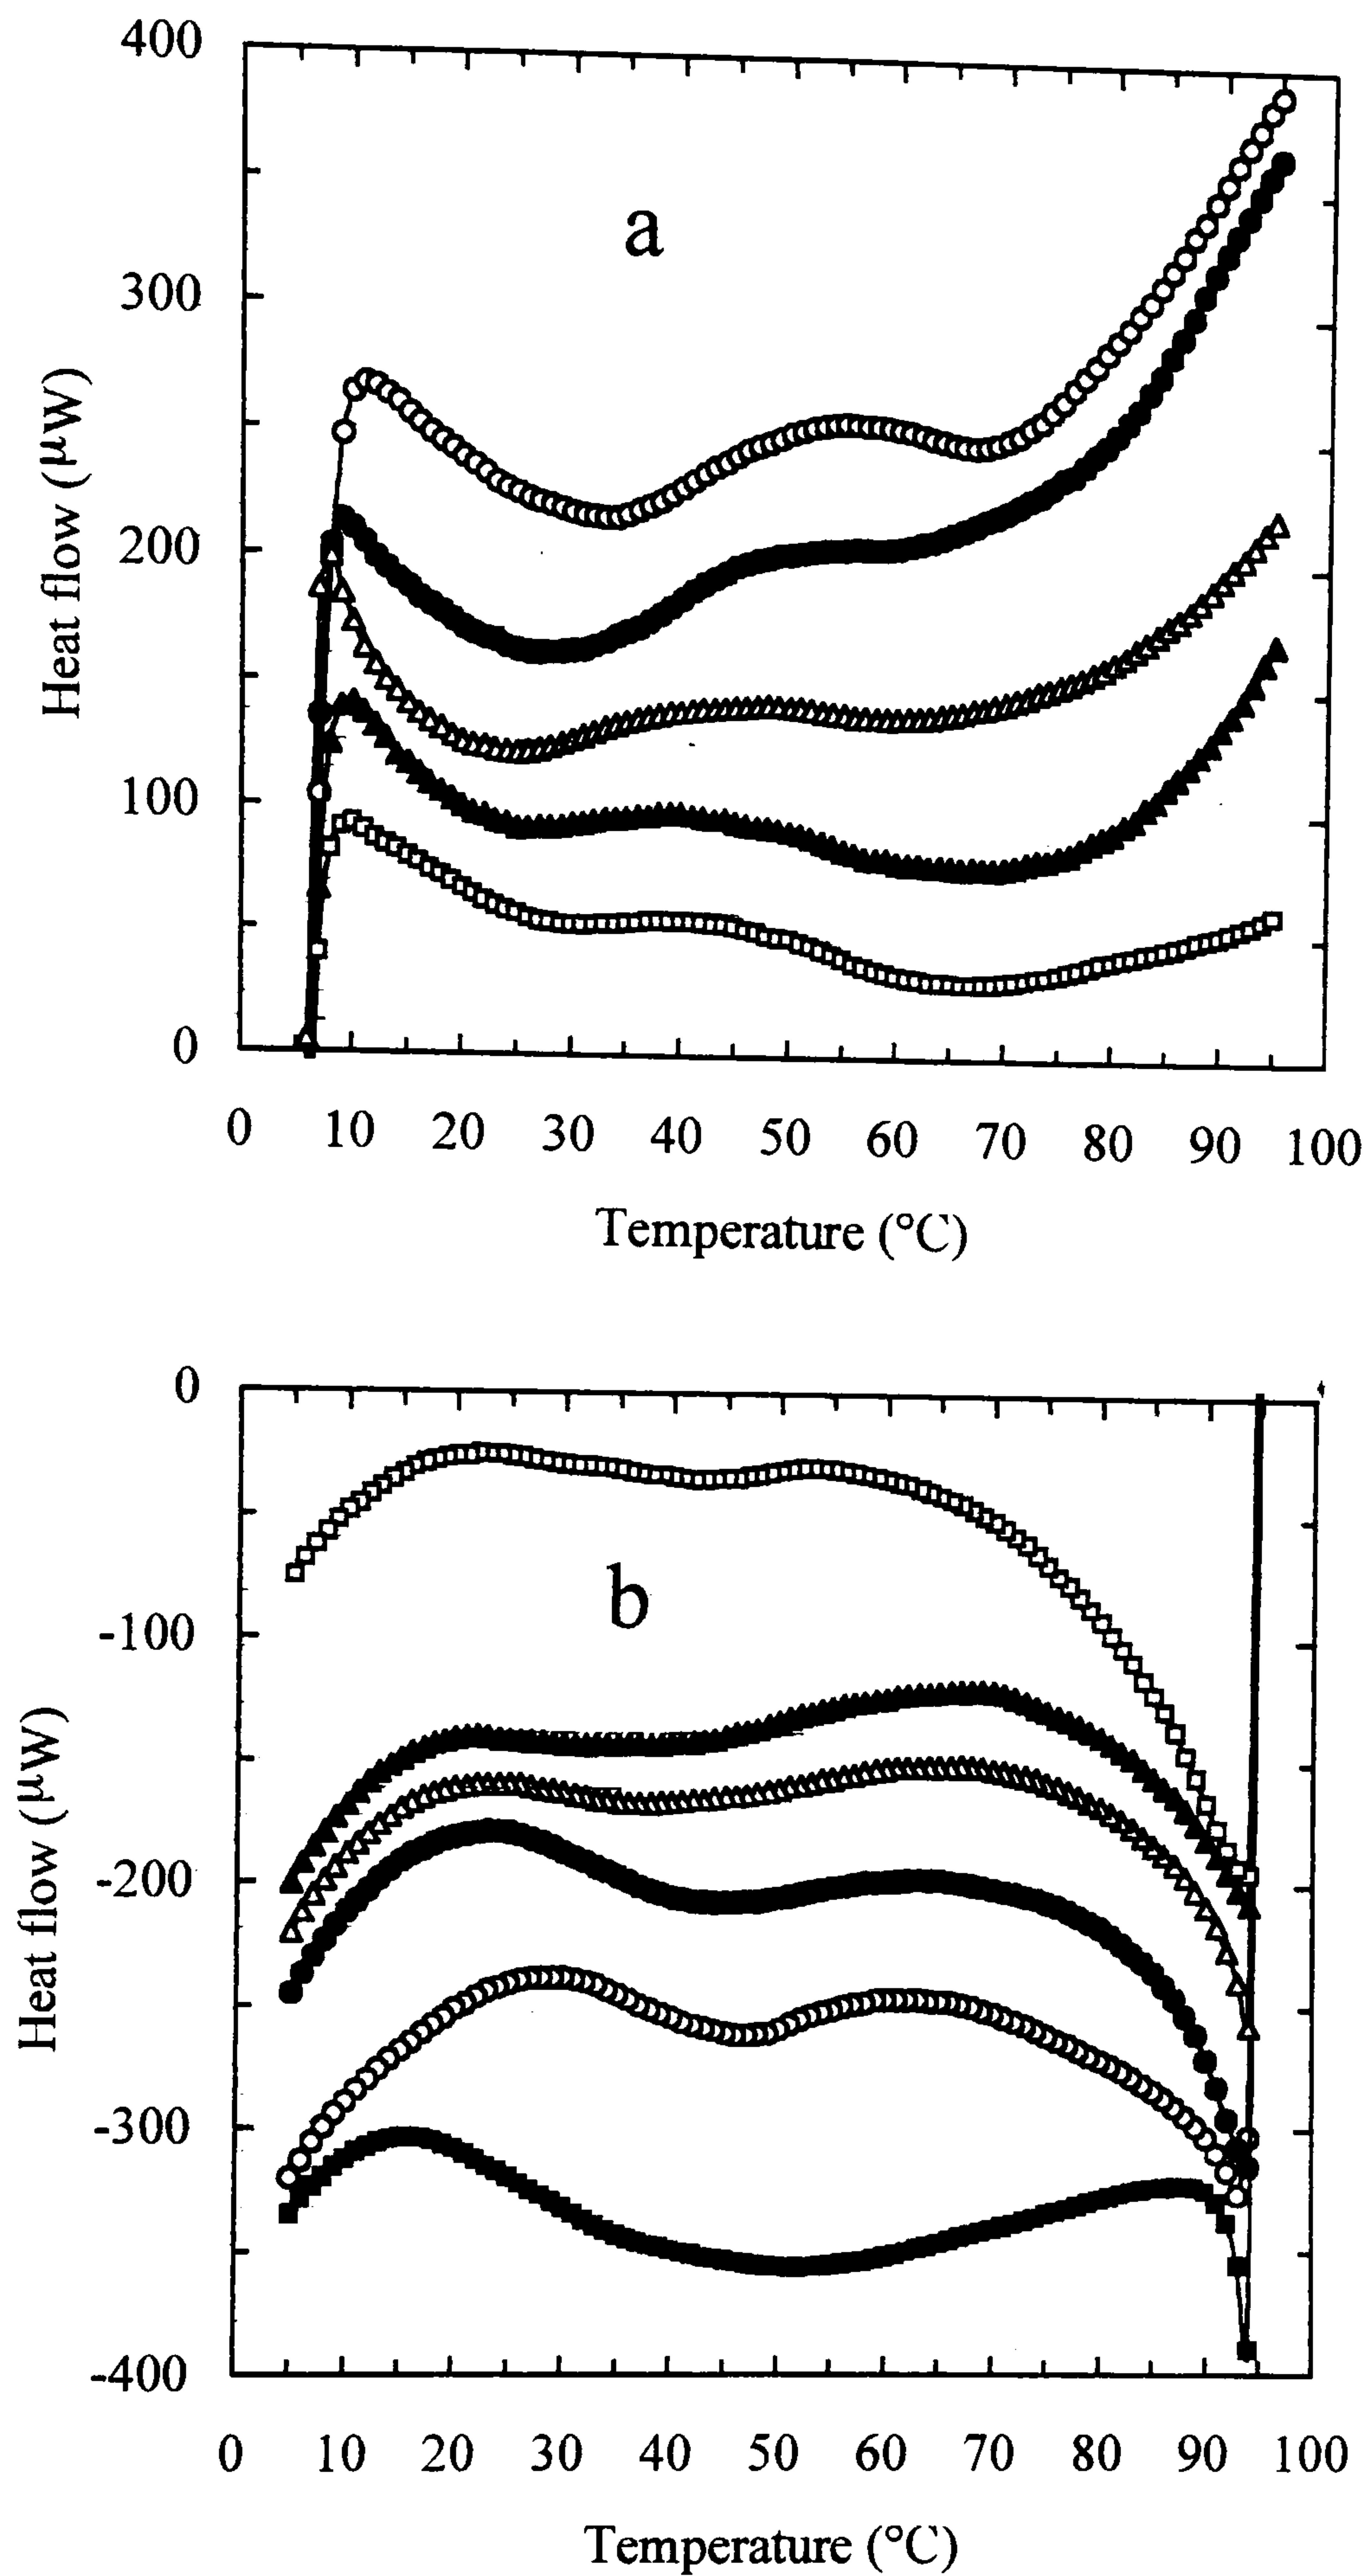 400
300
200
100
0
Heat flow (μW)
a
0 10 20 30 40 50 60 70 80 90 100
Temperature (°C)
0
-100
-200
-300
-400
Heat flow (μW)
b
0 10 20 30 40 50 60 70 80 90 100
Temperature (°C)